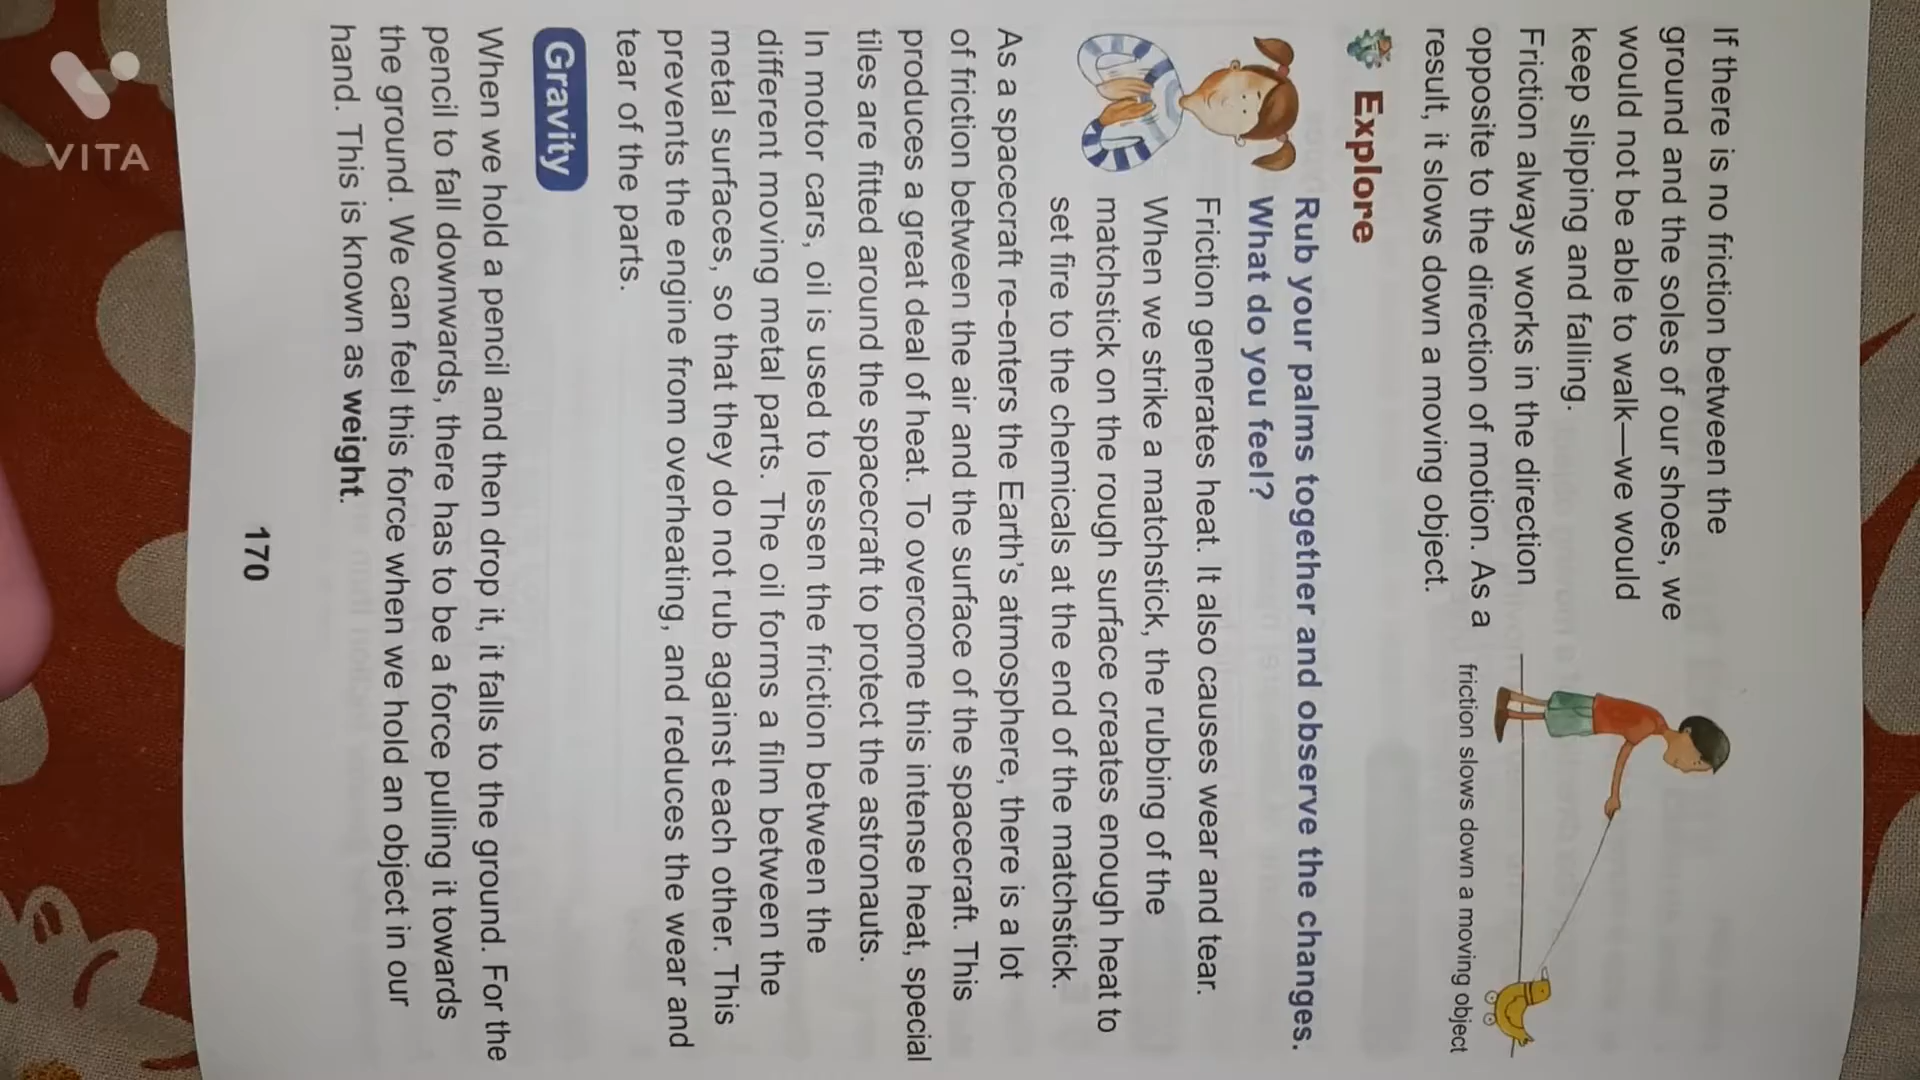 If there is no friction between the
ground and the soles of our shoes, we
would not be able to walk—we would
keep slipping and falling.
Friction always works in the direction
opposite to the direction of motion. As a
result, it slows down a moving object.
friction slows down a moving object
Explore
Rub your palms together and observe the changes.
What do you feel?
Friction generates heat. It also causes wear and tear.
When we strike a matchstick, the rubbing of the
matchstick on the rough surface creates enough heat to
set fire to the chemicals at the end of the matchstick.
As a spacecraft re-enters the Earth's atmosphere, there is a lot
of friction between the air and the surface of the spacecraft. This
produces a great deal of heat. To overcome this intense heat, special
tiles are fitted around the spacecraft to protect the astronauts.
In motor cars, oil is used to lessen the friction between the
different moving metal parts. The oil forms a film between the
metal surfaces, so that they do not rub against each other. This
prevents the engine from overheating, and reduces the wear and
tear of the parts.
Gravity
When we hold a pencil and then drop it, it falls to the ground. For the
pencil to fall downwards, there has to be a force pulling it towards
the ground. We can feel this force when we hold an object in our
hand. This is known as weight.
170
VITA